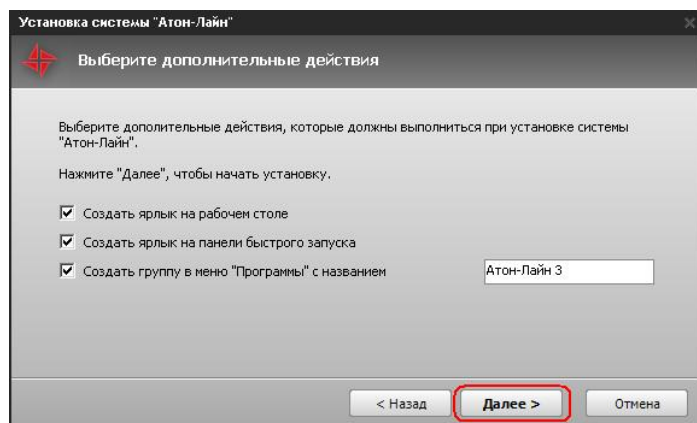 Установка системы "Атон-Лайн"
Выберите дополнительные действия
Выберите дополительные действия, которые должны выполниться при установке системы
"Атон-Лайн".
Нажмите "Далее", чтобы начать установку.
Создать ярлык на рабочем столе
Создать ярлык на панели быстрого запуска
Создать группу в меню "Программы" с названием Атон-Лайн 3
< Назад Далее > Отмена